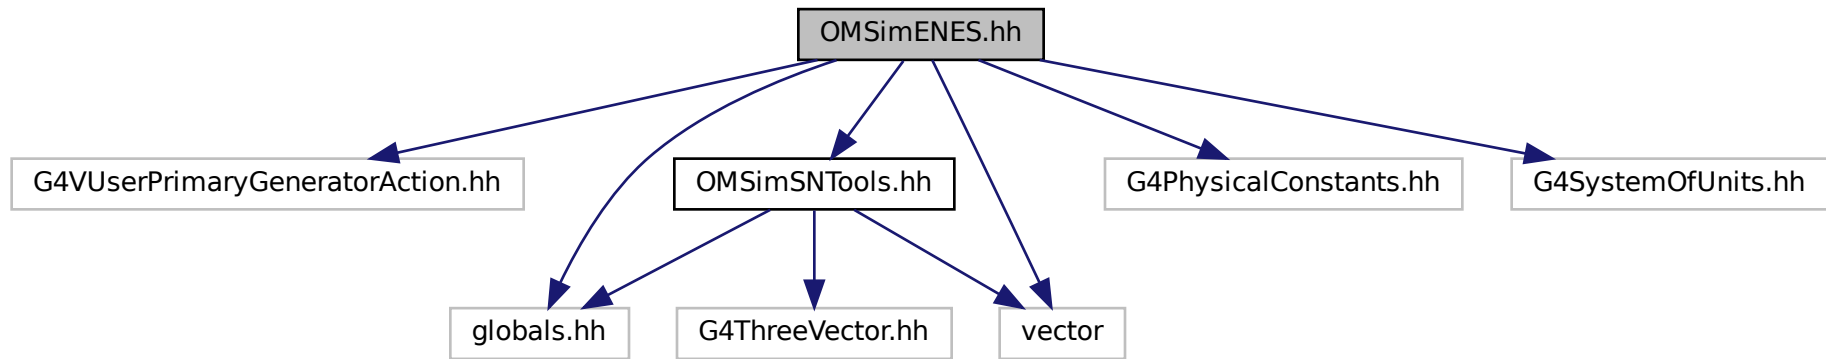 OMSimENES.hh
G4VUserPrimaryGeneratorAction.hh
OMSimSNTools.hh
G4PhysicalConstants.hh
G4SystemOfUnits.hh
globals.hh
G4ThreeVector.hh
vector